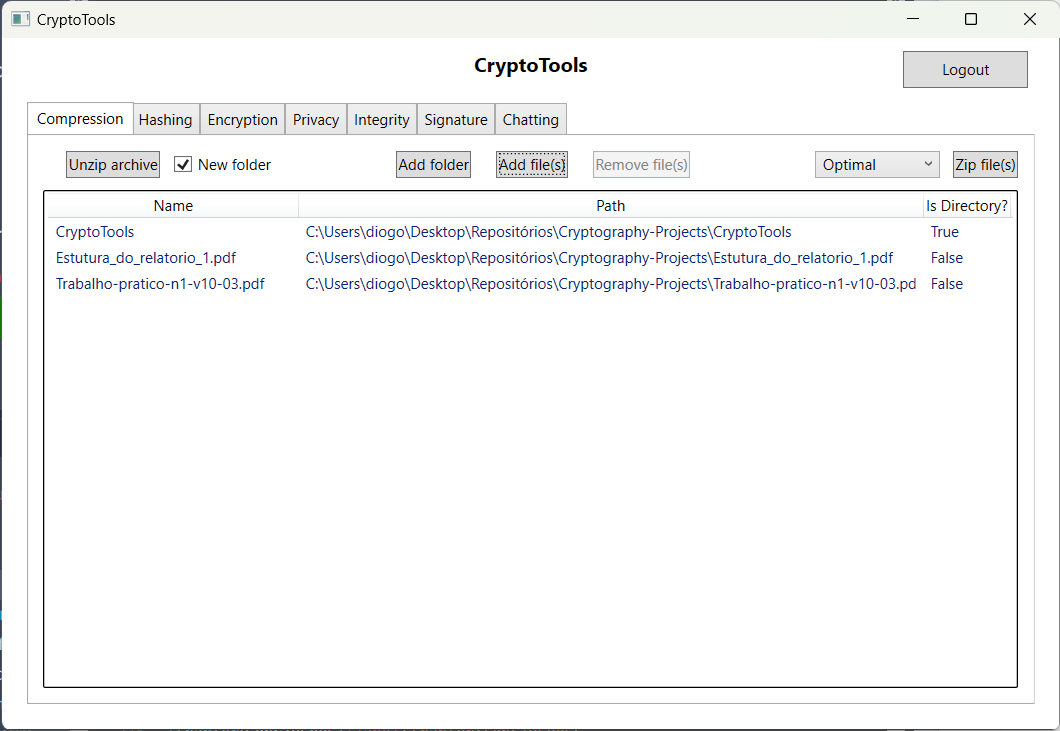 CryptoTools
CryptoTools
Logout
Compression Hashing Encryption Privacy Integrity Signature Chatting
Unzip archive New folder Add folder Add file(s) Remove file(s) Optimal Zip file(s)
Name Path Is Directory?
CryptoTools C:\Users\diogo\Desktop\Repositórios\Cryptography-Projects\CryptoTools True
Estutura_do_relatorio_1.pdf C:\Users\diogo\Desktop\Repositórios\Cryptography-Projects\Estutura_do_relatorio_1.pdf False
Trabalho-pratico-n1-v10-03.pdf C:\Users\diogo\Desktop\Repositórios\Cryptography-Projects\Trabalho-pratico-n1-v10-03.pd False